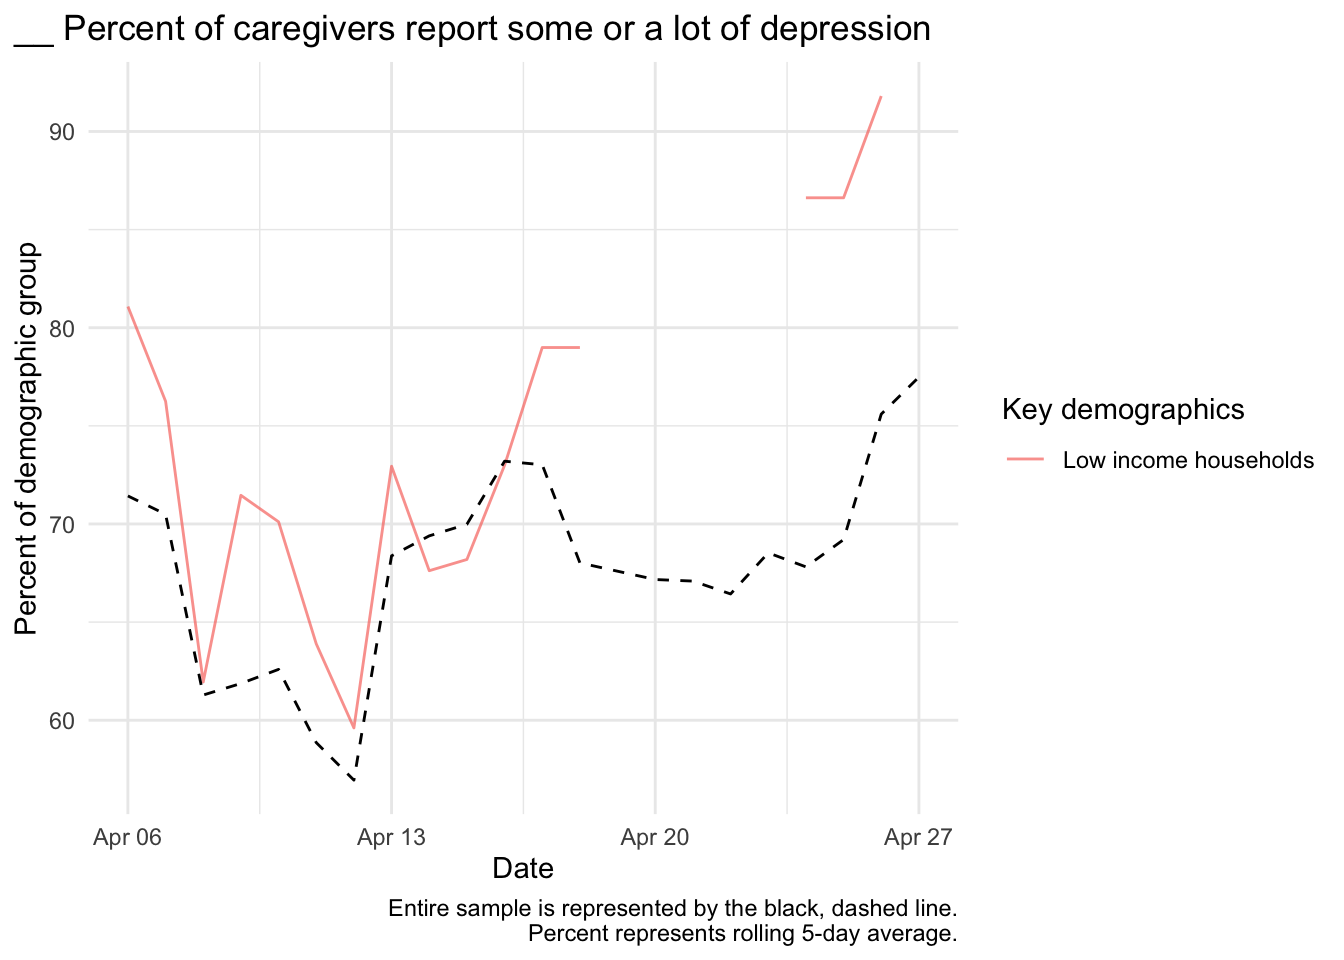 __ Percent of caregivers report some or a lot of depression
Percent of demographic group
90
80
70
60
Apr 06
Apr 13
Apr 20
Apr 27
Date
Key demographics
Low income households
Entire sample is represented by the black, dashed line.
Percent represents rolling 5-day average.